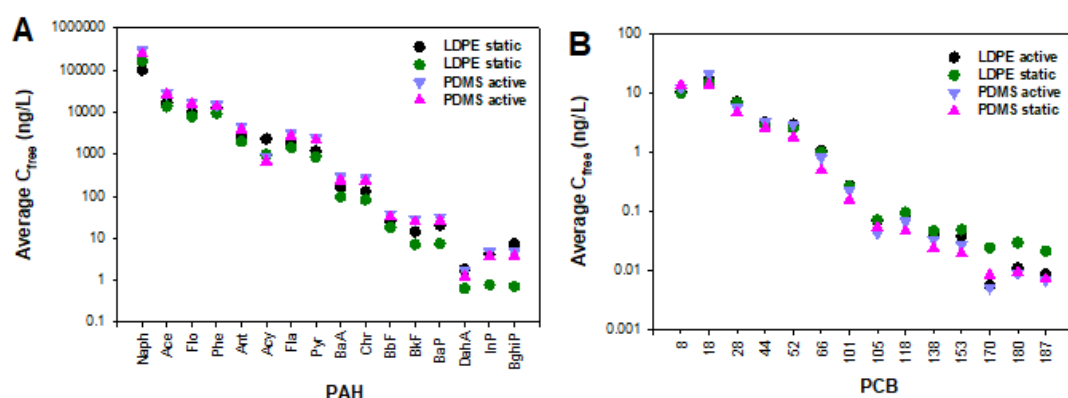 A
Average Cfree (ng/L)
1000000
100000
10000
1000
100
10
1
0.1
LDPE static
LDPE static
PDMS active
PDMS active
Naph
Ace
Flo
Phe
Ant
Acy
Fla
Pyr
BaA
Chr
BbF
BkF
BaP
DahA
InP
BghiP
PAH
B
Average Cfree (ng/L)
100
10
1
0.1
0.01
0.001
LDPE active
LDPE static
PDMS active
PDMS static
8
18
28
44
52
66
101
105
118
138
153
170
180
187
PCB